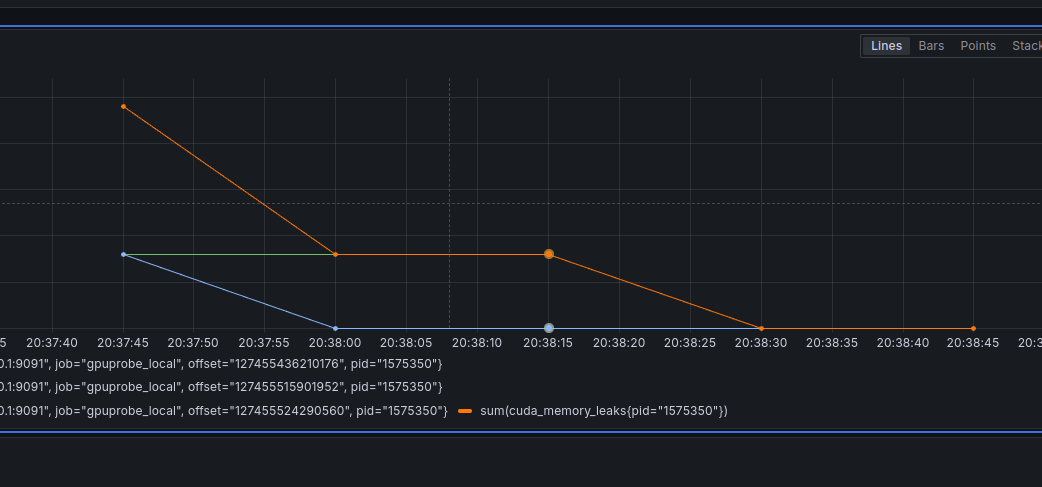 Lines Bars Points Stack
5 20:37:40 20:37:45 20:37:50 20:37:55 20:38:00 20:38:05 20:38:10 20:38:15 20:38:20 20:38:25 20:38:30 20:38:35 20:38:40 20:38:45 20:3
0.1:9091", job="gpuprobe_local", offset="127455436210176", pid="1575350"}
0.1:9091", job="gpuprobe_local", offset="127455515901952", pid="1575350"}
0.1:9091", job="gpuprobe_local", offset="127455524290560", pid="1575350"} sum(cuda_memory_leaks{pid="1575350"})